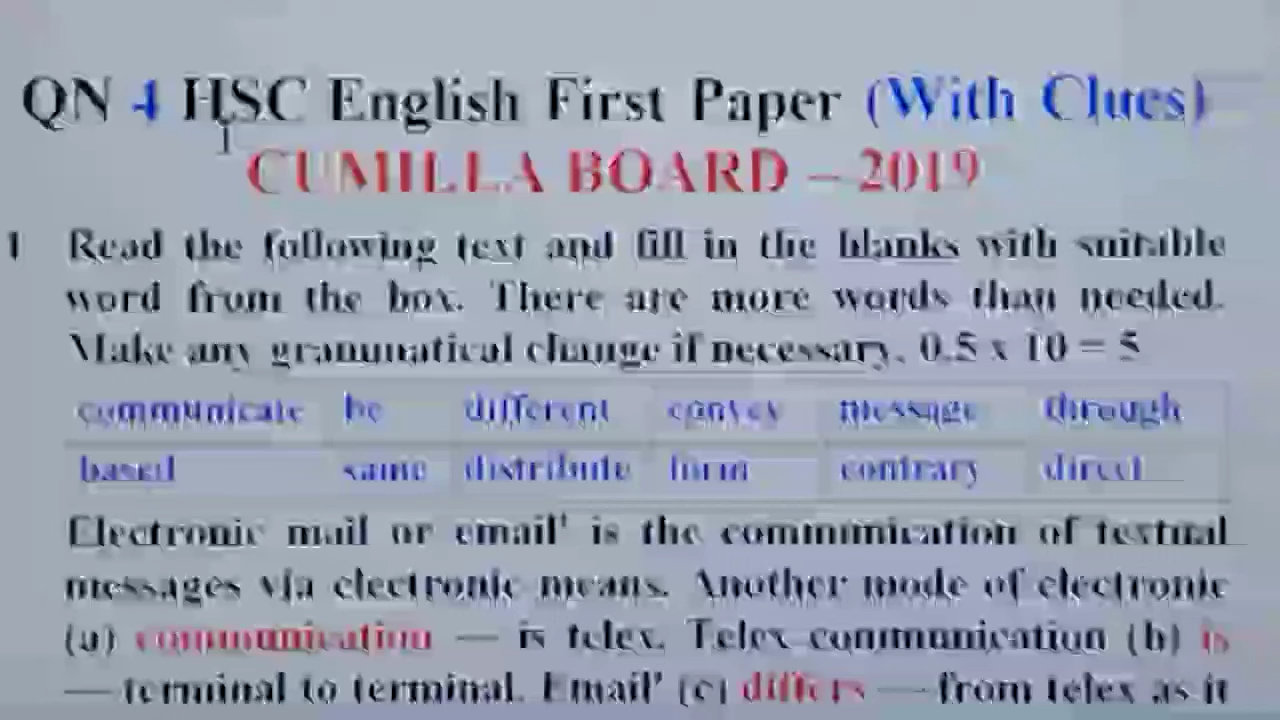 QN 4 HSC English First Paper (With Clues)
CUMILLA BOARD – 2019
1 Read the following text and fill in the blanks with suitable
word from the box. There are more words than needed.
Make any grammatical change if necessary. 0.5 x 10 = 5
communicate be different convey message through
based same distribute form contrary direct
Electronic mail or email' is the communication of textual
messages via electronic means. Another mode of electronic
(a) communication — is telex. Telex communication (b) is
— terminal to terminal. Email' (c) differs — from telex as it